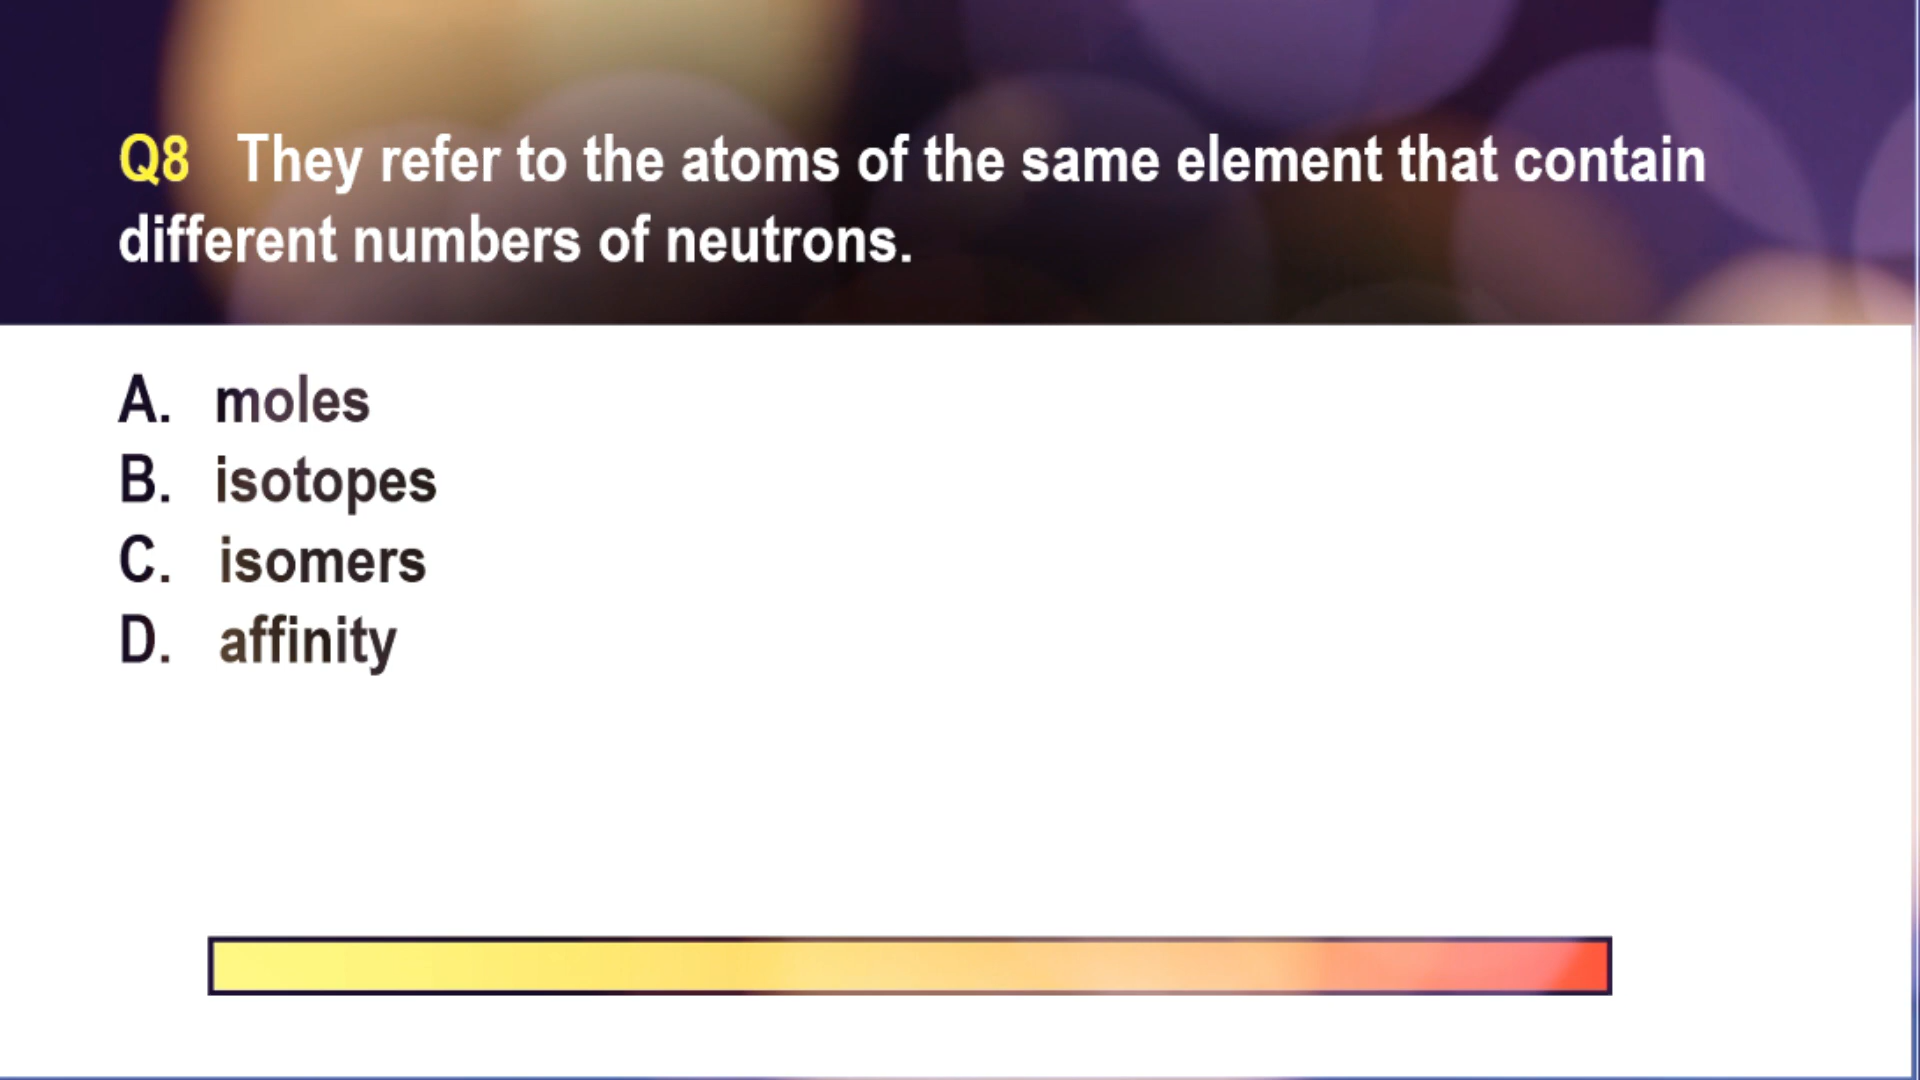 Q8 They refer to the atoms of the same element that contain
different numbers of neutrons.
A. moles
B. isotopes
C. isomers
D. affinity